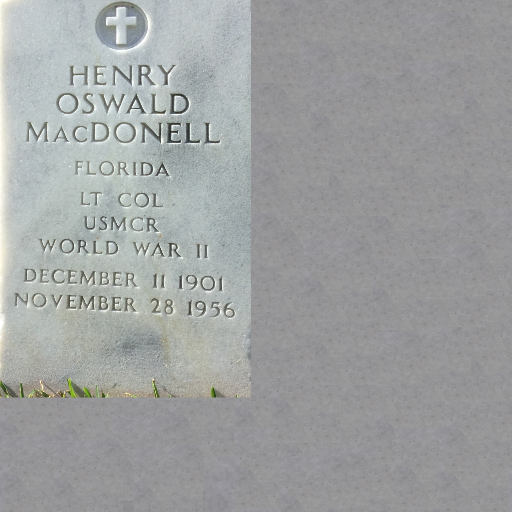 HENRY
OSWALD
MacDONELL
FLORIDA
LT COL
USMCR
WORLD WAR II
DECEMBER 11 1901
NOVEMBER 28 1956